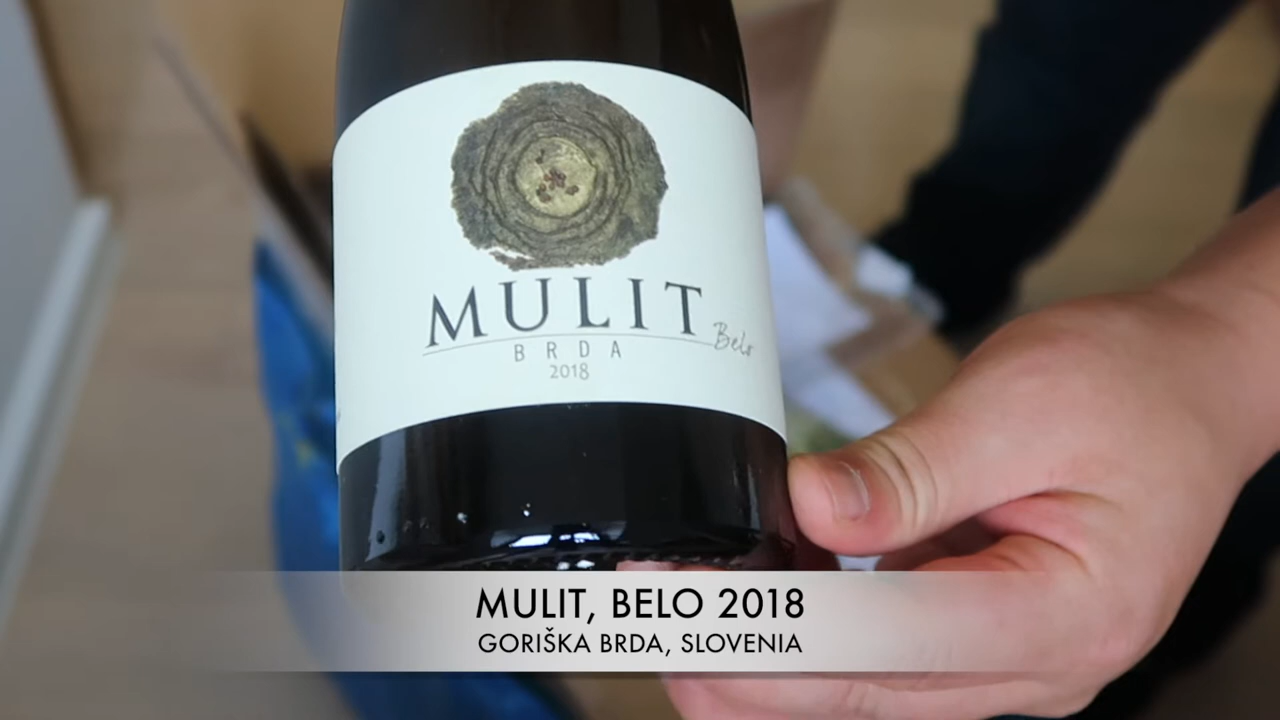 MULIT
Belo
BRDA
2018
MULIT, BELO 2018
GORIŠKA BRDA, SLOVENIA